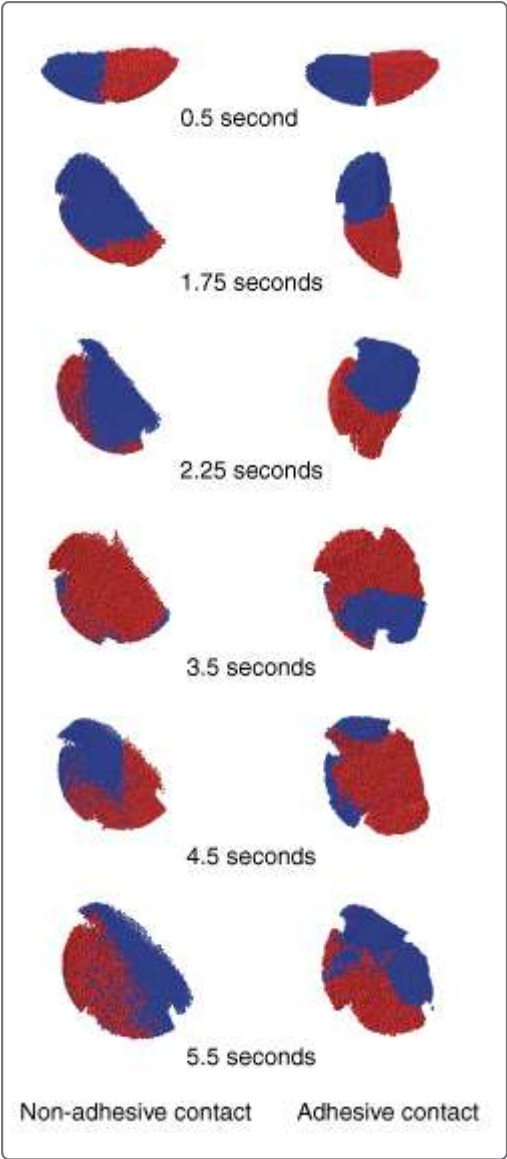 0.5 second
1.75 seconds
2.25 seconds
3.5 seconds
4.5 seconds
5.5 seconds
Non-adhesive contact
Adhesive contact